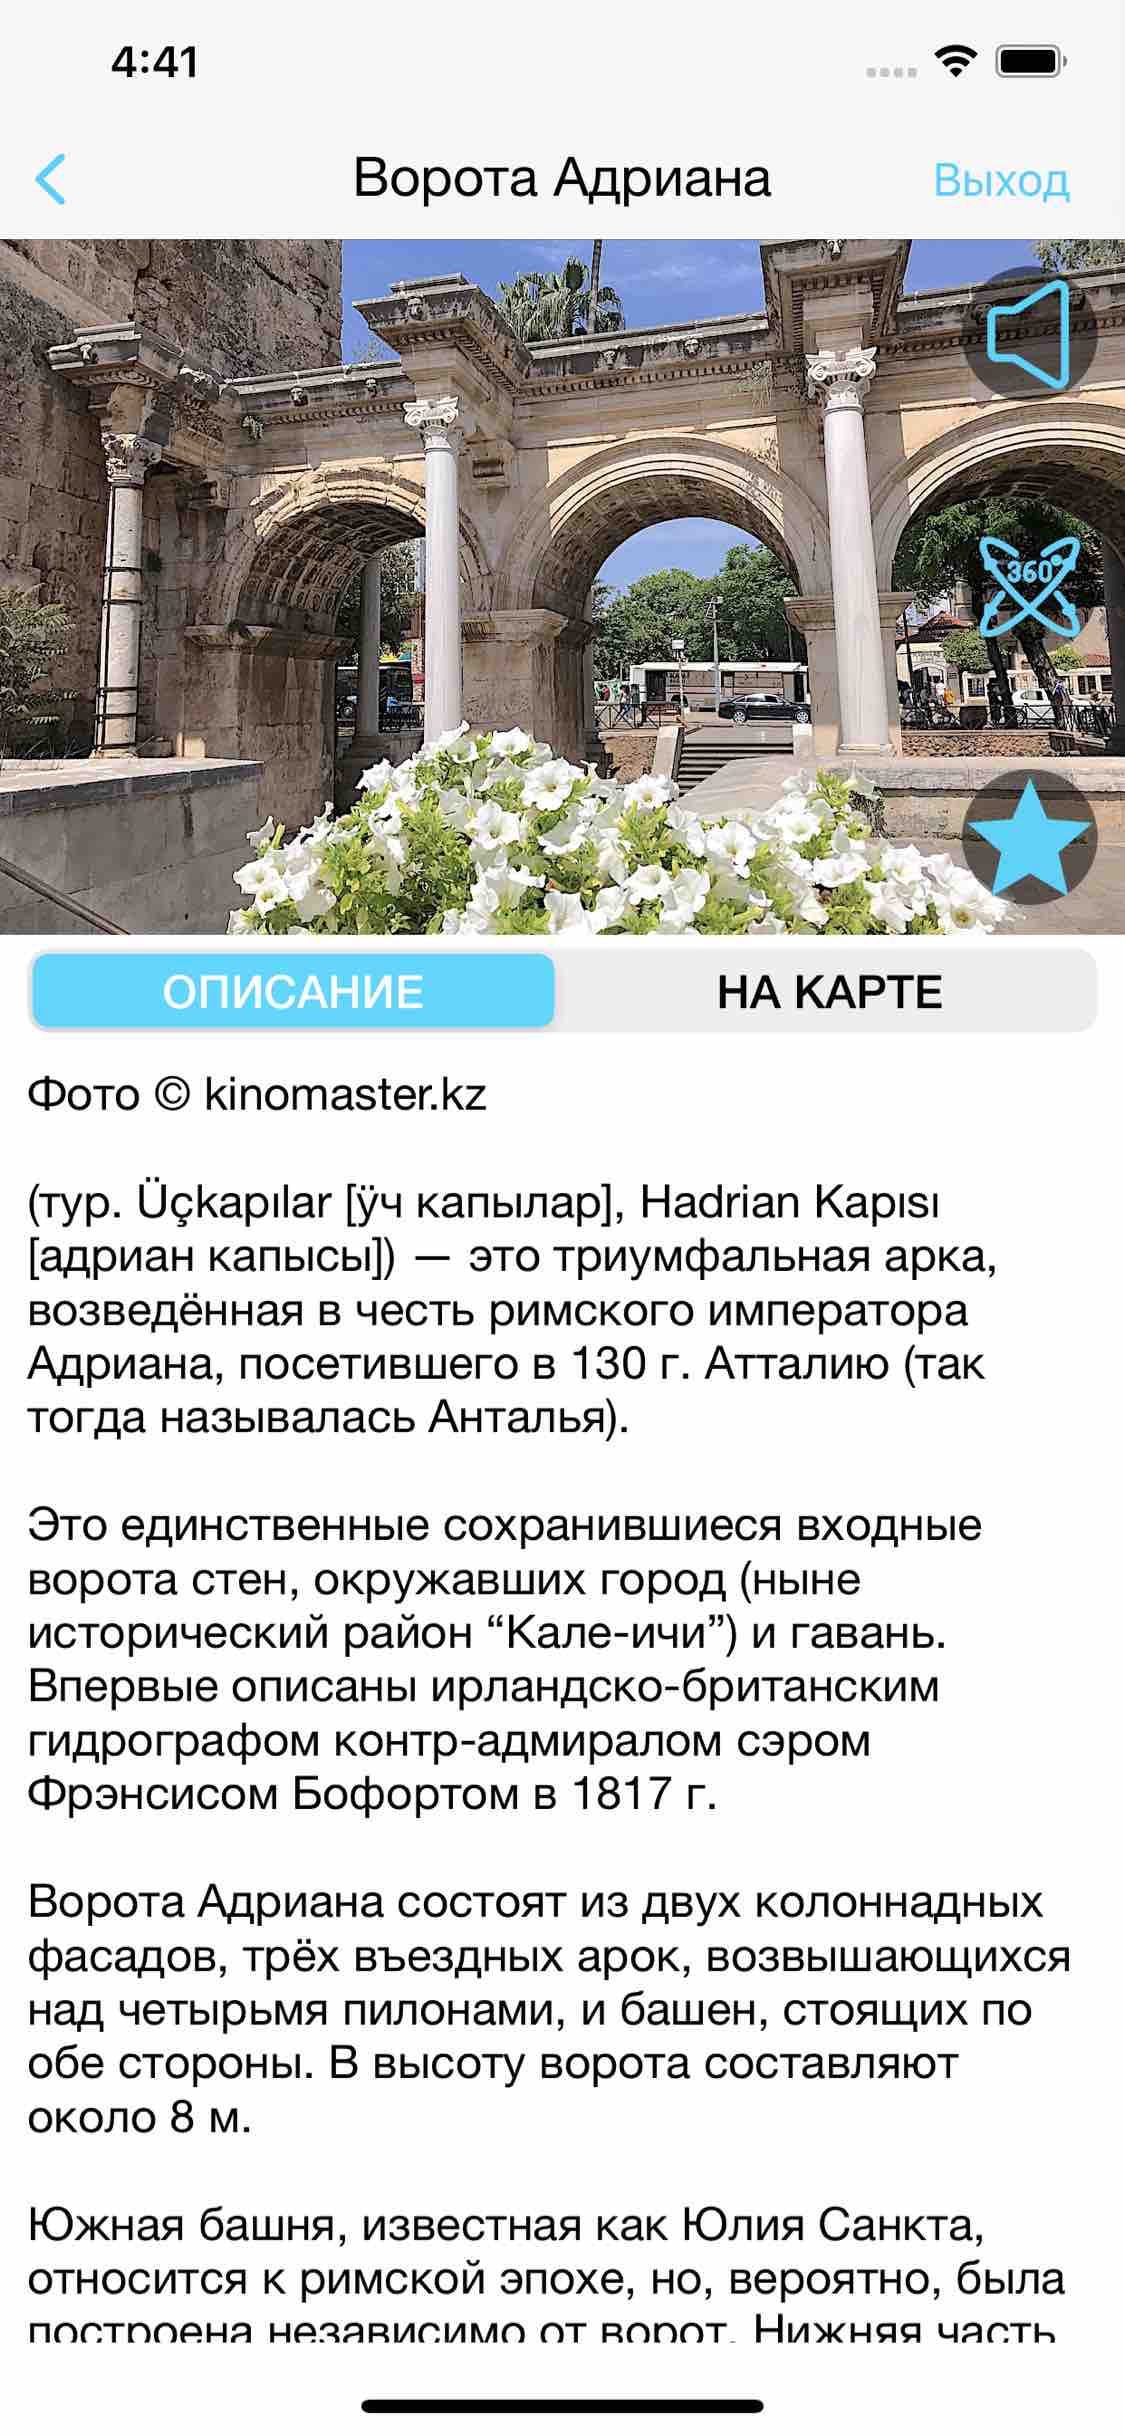 4:41
Ворота Адриана
Выход
360°
ОПИСАНИЕ
НА КАРТЕ
Фото © kinomaster.kz
(тур. Üçkapılar [ӱч капылар], Hadrian Kapısı
[адриан капысы]) — это триумфальная арка,
возведённая в честь римского императора
Адриана, посетившего в 130 г. Атталию (так
тогда называлась Анталья).
Это единственные сохранившиеся входные
ворота стен, окружавших город (ныне
исторический район “Кале-ичи”) и гавань.
Впервые описаны ирландско-британским
гидрографом контр-адмиралом сэром
Фрэнсисом Бофортом в 1817 г.
Ворота Адриана состоят из двух колоннадных
фасадов, трёх въездных арок, возвышающихся
над четырьмя пилонами, и башен, стоящих по
обе стороны. В высоту ворота составляют
около 8 м.
Южная башня, известная как Юлия Санкта,
относится к римской эпохе, но, вероятно, была
построена независимо от ворот. Нижняя часть